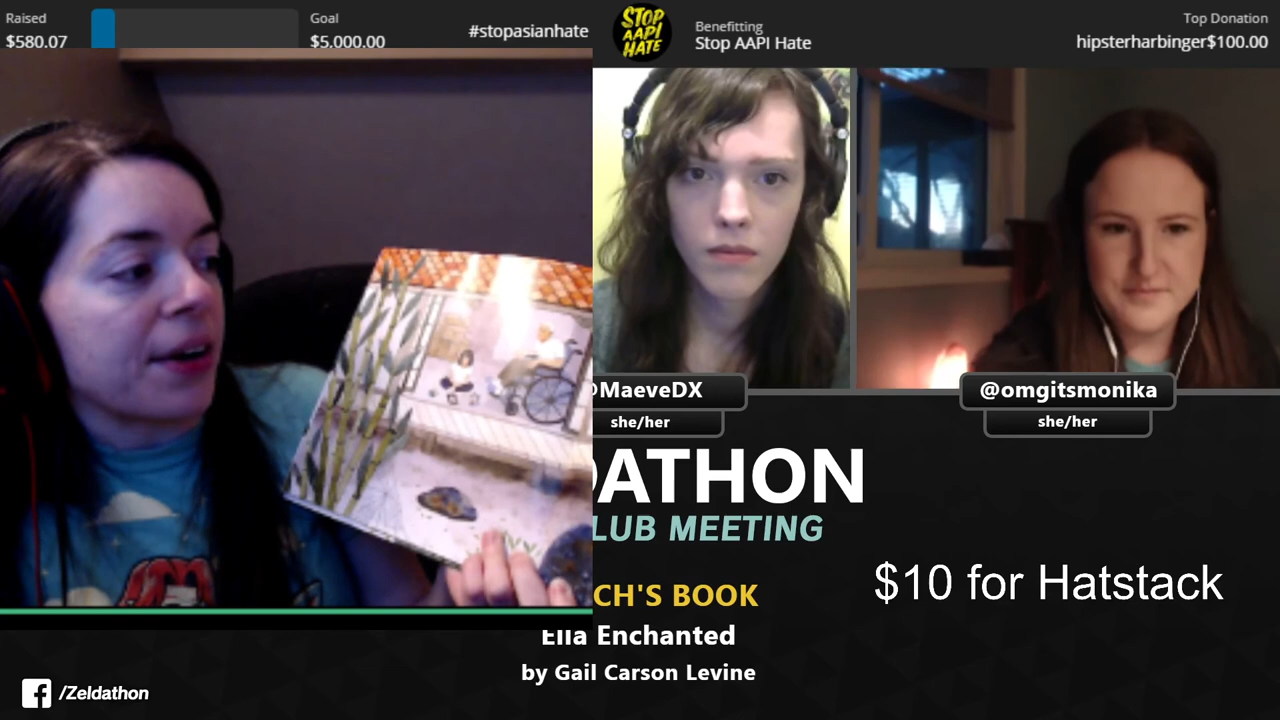 Raised
$580.07
Goal
$5,000.00
#stopasianhate
STOP
AAPI
HATE
Benefitting
Stop AAPI Hate
Top Donation
hipsterharbinger$100.00
MaeveDX
she/her
@omgitsmonika
she/her
DATHON
LUB MEETING
$10 for Hatstack
CH'S BOOK
Ella Enchanted
by Gail Carson Levine
/Zeldathon